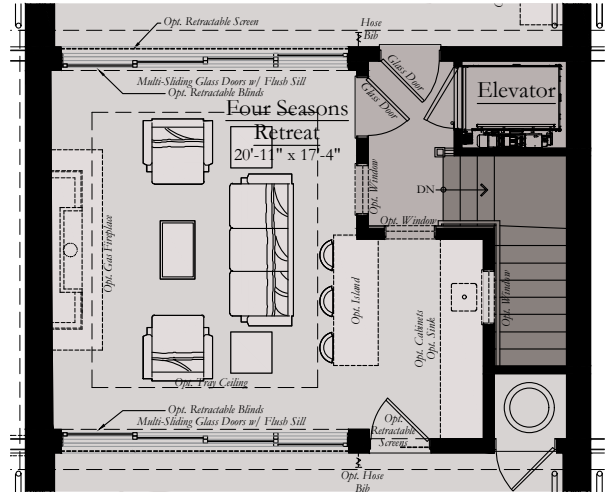 Opt. Retractable Screen
Hose
Bib
Glass Door
Multi-Sliding Glass Doors w/ Flush Sill
Opt. Retractable Blinds
Glass Door
Elevator
Four Seasons
Retreat
20'-11" x 17'-4"
Opt. Window
DN
Opt. Window
Opt. Gas Fireplace
Opt. Island
Opt. Cabinets
Opt. Sink
Opt. Window
Opt. Tray Ceiling
Opt. Retractable Blinds
Multi-Sliding Glass Doors w/ Flush Sill
Opt.
Retractable
Screens
Opt. Hose
Bib